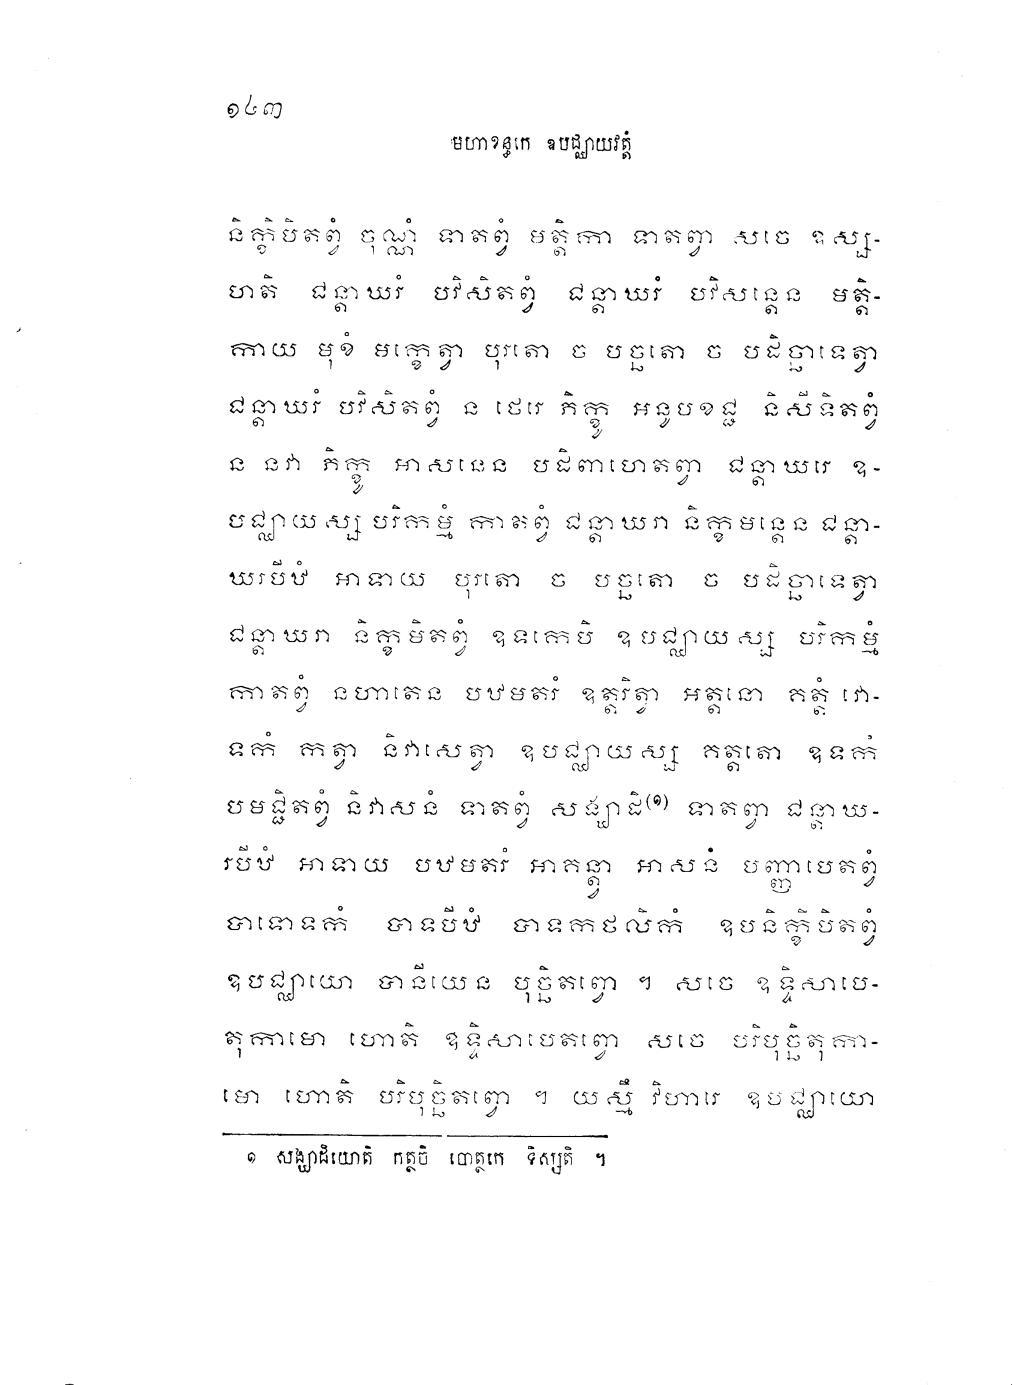 ១៤៣
មហាខន្ធកេ ឧបជ្ឈាយវត្តំ
និក្ខិបិតព្វំ ចុណ្ណំ ទាតព្វំ មត្តិកា ទាតព្វា សចេ ឧស្ស-
ហតិ ជន្តាឃរំ បវិសិតព្វំ ជន្តាឃរំ បវិសន្តេន មត្តិ-
កាយ មុខំ មក្ខេត្វា បុរតោ ច បច្ឆតោ ច បដិច្ឆាទេត្វា
ជន្តាឃរំ បវិសិតព្វំ ន ថេរេ ភិក្ខូ អនូបខជ្ជ និសីទិតព្វំ
ន នវា ភិក្ខូ អាសនេន បដិពាហេតព្វា ជន្តាឃរេ ឧ-
បជ្ឈាយស្ស បរិកម្មំ កាតព្វំ ជន្តាឃរា និក្ខមន្តេន ជន្តា-
ឃរបីឋំ អាទាយ បុរតោ ច បច្ឆតោ ច បដិច្ឆាទេត្វា
ជន្តាឃរា និក្ខមិតព្វំ ឧទកេបិ ឧបជ្ឈាយស្ស បរិកម្មំ
កាតព្វំ នហាតេន បឋមតរំ ឧត្តរិត្វា អត្តនោ គត្តំ វោ-
ទកំ កត្វា និវាសេត្វា ឧបជ្ឈាយស្ស គត្តតោ ឧទកំ
បមជ្ជិតព្វំ និវាសនំ ទាតព្វំ សង្ឃាដិ(១) ទាតព្វា ជន្តាឃ-
របីឋំ អាទាយ បឋមតរំ អាគន្ត្វា អាសនំ បញ្ញាបេតព្វំ
បាទោទកំ បាទបីឋំ បាទកថលិកំ ឧបនិក្ខិបិតព្វំ
ឧបជ្ឈាយោ បានីយេន បុច្ឆិតព្វោ ។ សចេ ឧទ្ទិសាបេ-
តុកាមោ ហោតិ ឧទ្ទិសាបេតព្វោ សចេ បរិបុច្ឆិតុកា-
មោ ហោតិ បរិបុច្ឆិតព្វោ ។ យស្មឹ វិហារេ ឧបជ្ឈាយោ
១ សង្ឃាដិយោតិ កត្ថចិ បោត្ថកេ ទិស្សតិ ។